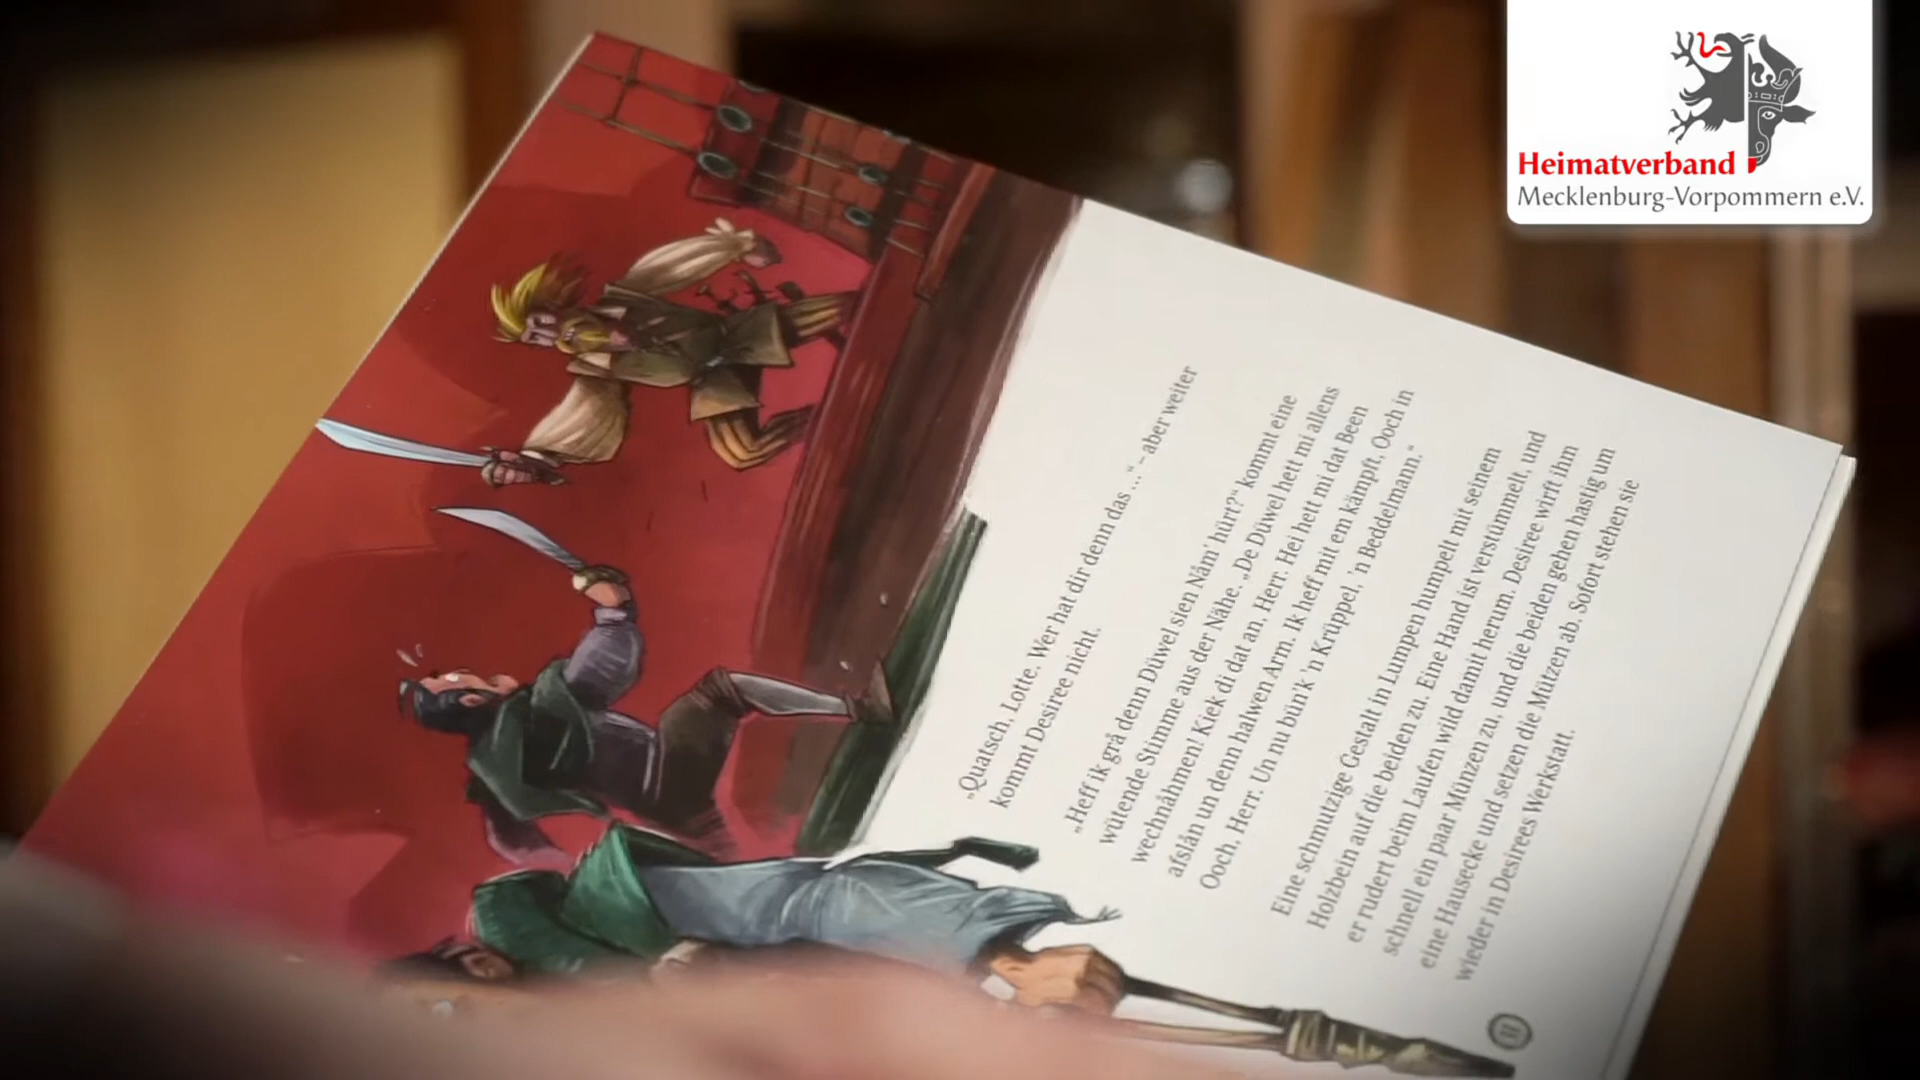 Heimatverband
Mecklenburg-Vorpommern e.V.
„Quatsch, Lotte. Wer hat dir denn das ...“ – aber weiter
kommt Desiree nicht.
„Heff ik grå denn Düwel sien Nåm' hürt?“ kommt eine
wütende Stimme aus der Nähe. „De Düwel hett mi allens
wechnåhmen! Kiek di dat an, Herr. Hei hett mi dat Been
afslån un denn halwen Arm. Ik heff mit em kämpft. Ooch in
Ooch, Herr. Un nu bün'k 'n Krüppel, 'n Beddelmann.“
Eine schmutzige Gestalt in Lumpen humpelt mit seinem
Holzbein auf die beiden zu. Eine Hand ist verstümmelt, und
er rudert beim Laufen wild damit herum. Desiree wirft ihm
schnell ein paar Münzen zu, und die beiden gehen hastig um
eine Hausecke und setzen die Mützen ab. Sofort stehen sie
wieder in Desirees Werkstatt.